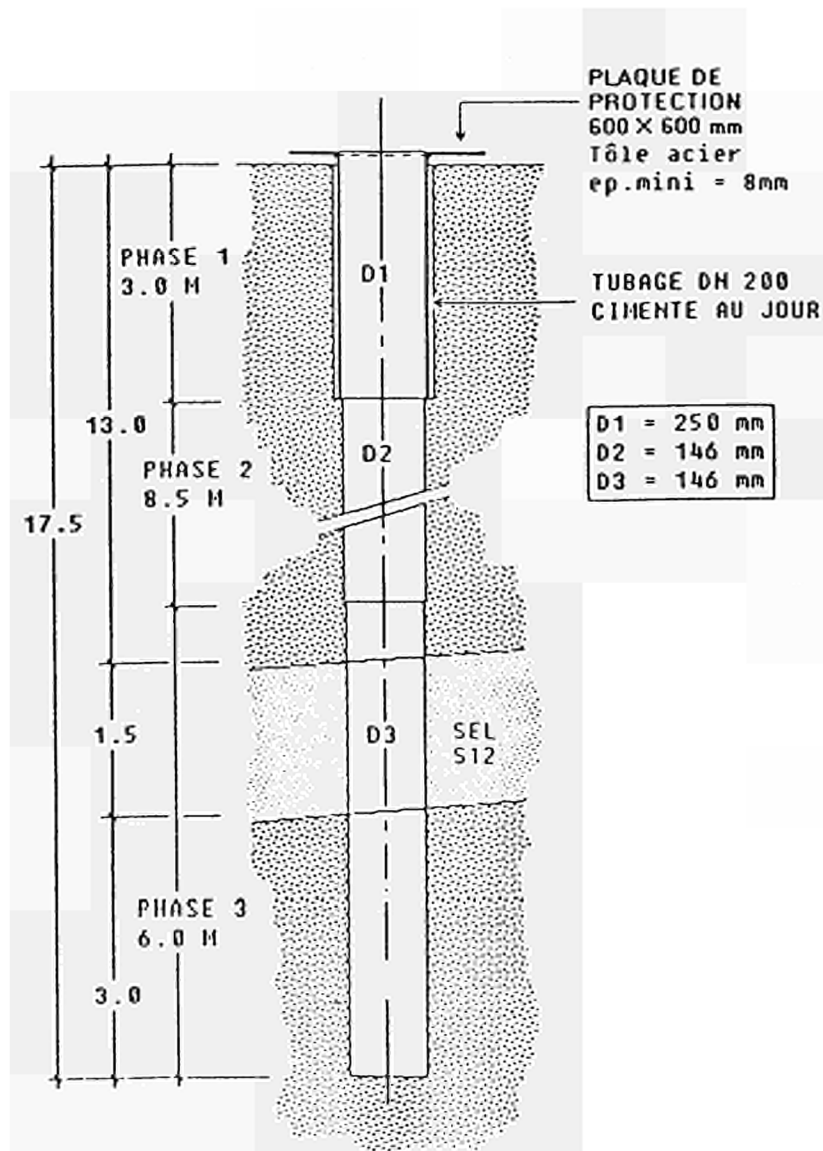 PLAQUE DE
PROTECTION
600 X 600 mm
Tôle acier
ep.mini = 8mm
PHASE 1
3.0 M
D1
TUBAGE DN 200
CIMENTE AU JOUR
13.0
D1 = 250 mm
D2 = 146 mm
D3 = 146 mm
D2
PHASE 2
8.5 M
17.5
1.5
D3
SEL
S12
PHASE 3
6.0 M
3.0